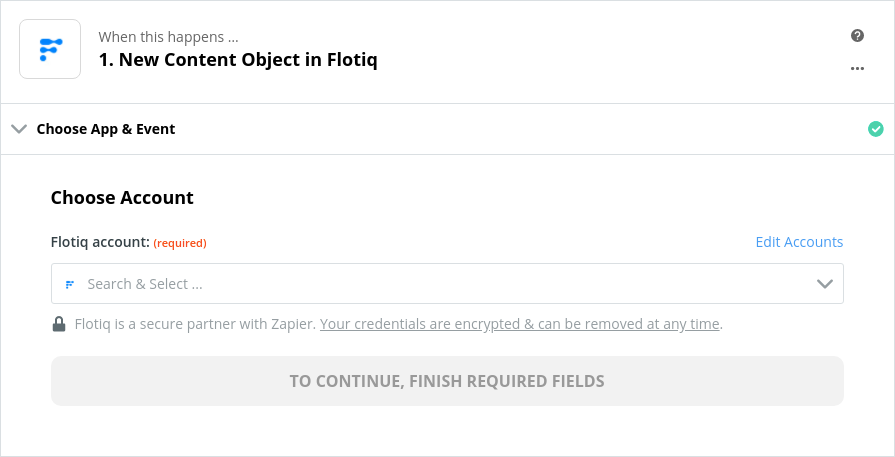 When this happens ...
1. New Content Object in Flotiq
Choose App & Event
Choose Account
Flotiq account: (required) Edit Accounts
Search & Select ...
Flotiq is a secure partner with Zapier. Your credentials are encrypted & can be removed at any time.
TO CONTINUE, FINISH REQUIRED FIELDS